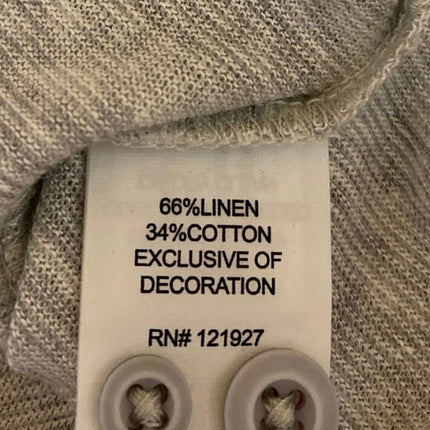 66%LINEN
34%COTTON
EXCLUSIVE OF
DECORATION
RN# 121927